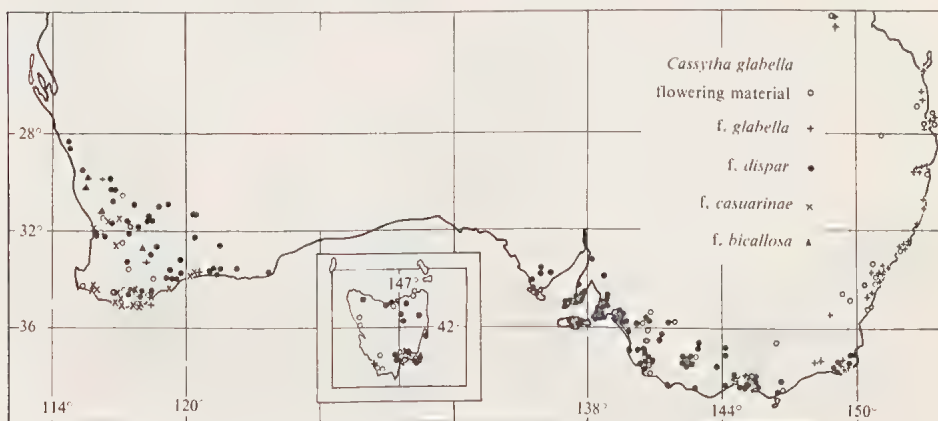 Cassytha glabella
flowering material ○
f. glabella +
f. dispar ●
f. casuarinae ×
f. bicallosa ▲
28°
32°
36°
147°
42°
114° 120° 138° 144° 150°